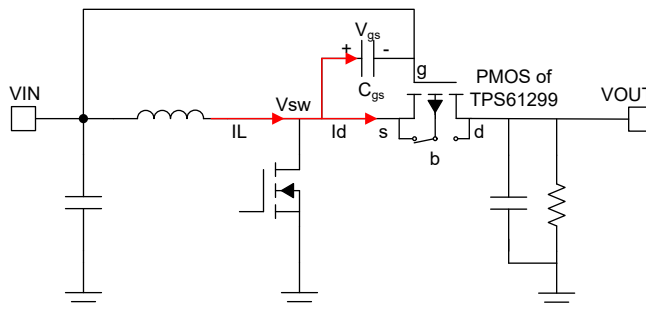 Vgs
+ -
Cgs
g
PMOS of
TPS61299
VIN
VOUT
Vsw
IL
Id
s
d
b